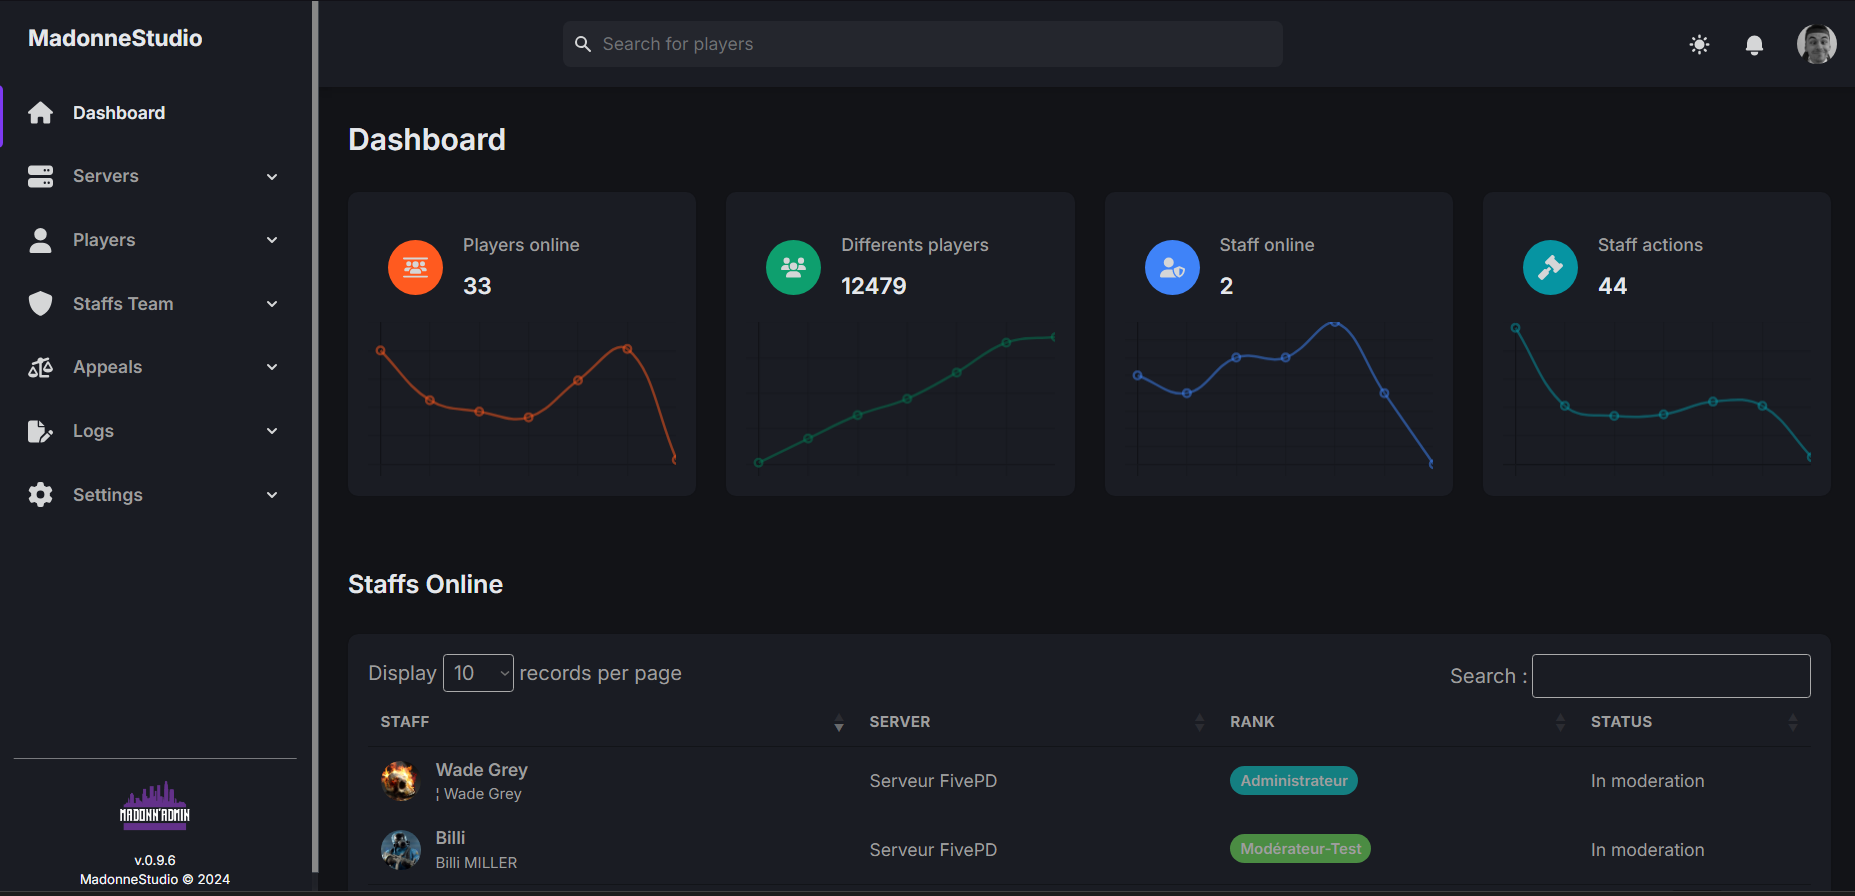 MadonneStudio
Search for players
Dashboard
Servers
Players
Staffs Team
Appeals
Logs
Settings
MADONN'ADMIN
v.0.9.6
MadonneStudio © 2024
Dashboard
Players online
33
Differents players
12479
Staff online
2
Staff actions
44
Staffs Online
Display 10 records per page
Search :
STAFF SERVER RANK STATUS
Wade Grey
¦ Wade Grey
Serveur FivePD
Administrateur
In moderation
Billi
Billi MILLER
Serveur FivePD
Modérateur-Test
In moderation